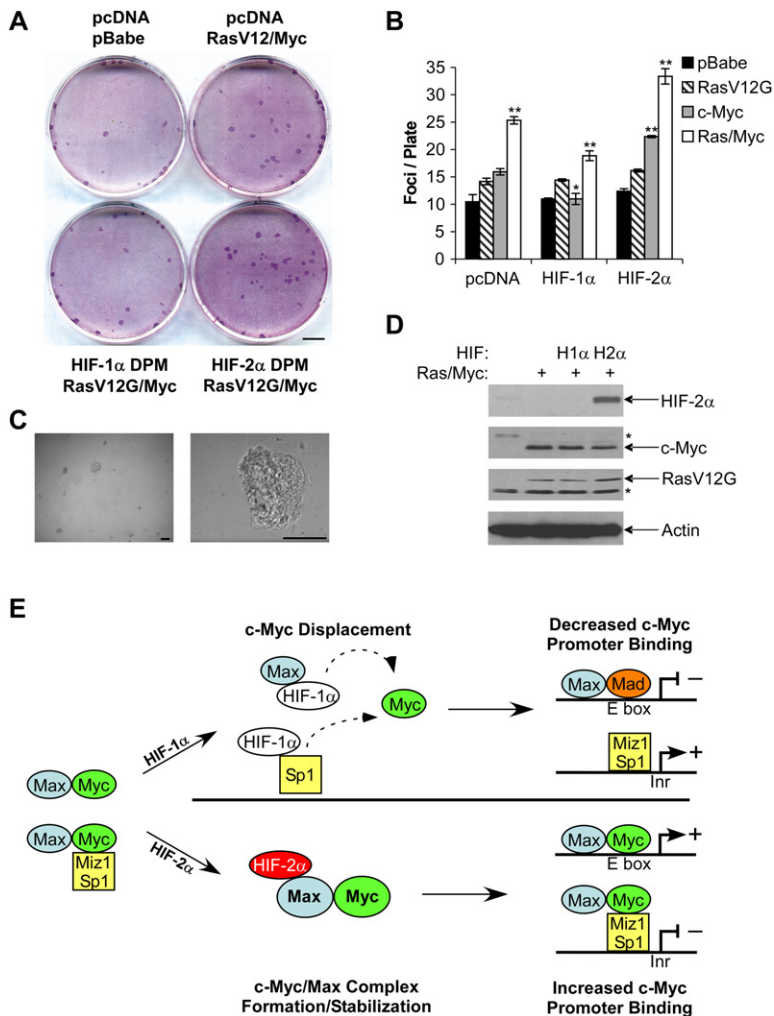 A
pcDNA
pBabe
pcDNA
RasV12/Myc
HIF-1α DPM
RasV12G/Myc
HIF-2α DPM
RasV12G/Myc
B
Foci / Plate
35
30
25
20
15
10
5
0
**
*
**
**
**
pcDNA
HIF-1α
HIF-2α
pBabe
RasV12G
c-Myc
Ras/Myc
C
D
HIF: H1α H2α
Ras/Myc: + + +
HIF-2α
*
c-Myc
RasV12G
*
Actin
E
c-Myc Displacement
Max
HIF-1α
Myc
HIF-1α
Sp1
Decreased c-Myc
Promoter Binding
Max Mad −
E box
Miz1
Sp1 +
Inr
HIF-1α
Max Myc
Max Myc
Miz1
Sp1
HIF-2α
HIF-2α
Max Myc
c-Myc/Max Complex
Formation/Stabilization
Max Myc +
E box
Max Myc
Miz1
Sp1 −
Inr
Increased c-Myc
Promoter Binding